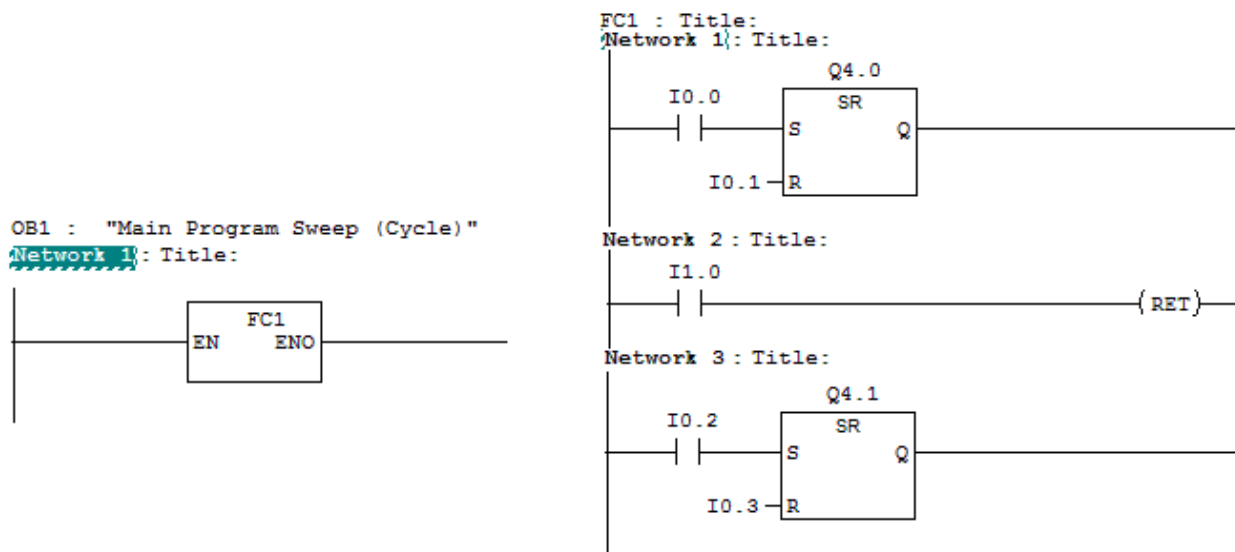 OB1 : "Main Program Sweep (Cycle)"
Network 1: Title:
FC1
EN ENO
FC1 : Title:
Network 1: Title:
Q4.0
I0.0
SR
S Q
I0.1 R
Network 2: Title:
I1.0
(RET)
Network 3: Title:
Q4.1
I0.2
SR
S Q
I0.3 R